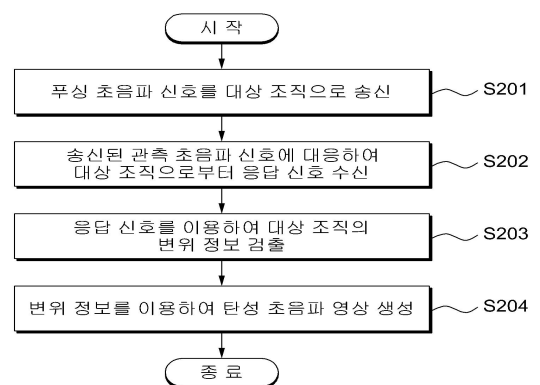 시 작
푸싱 초음파 신호를 대상 조직으로 송신
S201
송신된 관측 초음파 신호에 대응하여
대상 조직으로부터 응답 신호 수신
S202
응답 신호를 이용하여 대상 조직의
변위 정보 검출
S203
변위 정보를 이용하여 탄성 초음파 영상 생성
S204
종 료